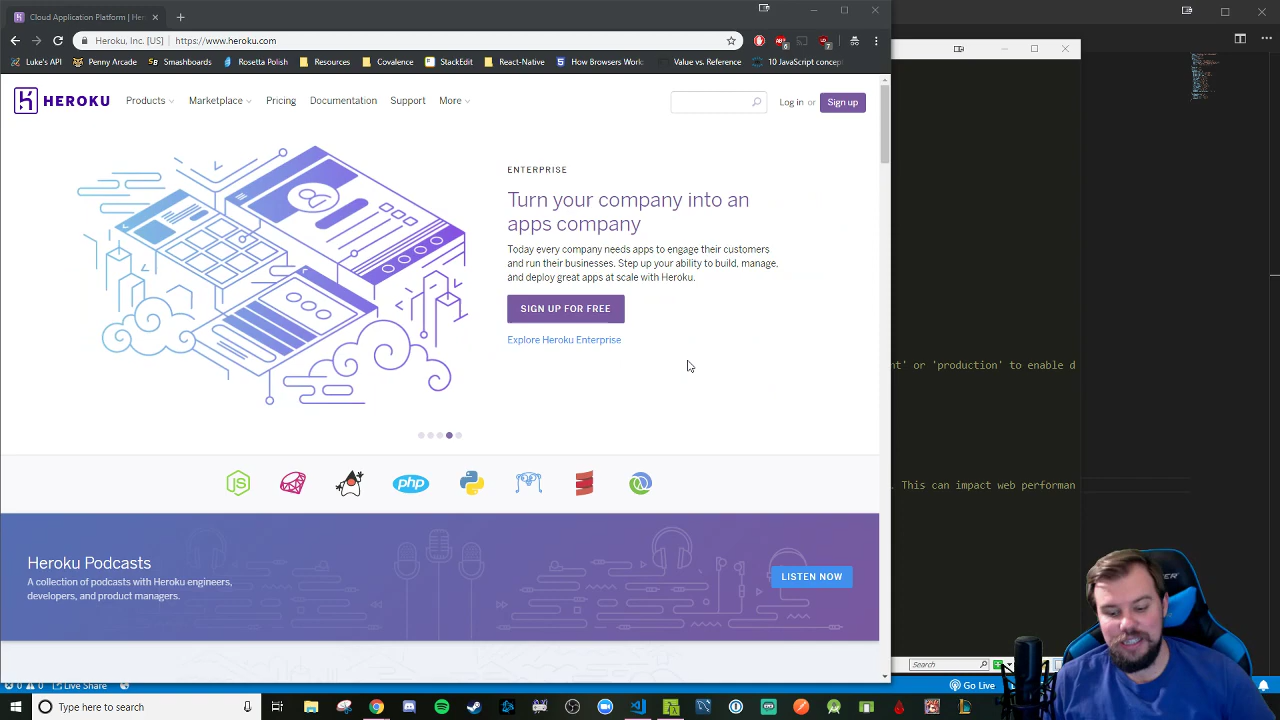 Cloud Application Platform | Her
Heroku, Inc. [US] | https://www.heroku.com
Luke's API
Penny Arcade
Smashboards
Rosetta Polish
Resources
Covalence
StackEdit
React-Native
How Browsers Work
Value vs. Reference
10 JavaScript concept
HEROKU
Products
Marketplace
Pricing
Documentation
Support
More
Log in or
Sign up
ENTERPRISE
Turn your company into an
apps company
Today every company needs apps to engage their customers
and run their businesses. Step up your ability to build, manage,
and deploy great apps at scale with Heroku.
SIGN UP FOR FREE
Explore Heroku Enterprise
JS
php
Heroku Podcasts
A collection of podcasts with Heroku engineers,
developers, and product managers.
LISTEN NOW
nt' or 'production' to enable d
. This can impact web performan
Search
0 0 Live Share
Go Live
Type here to search